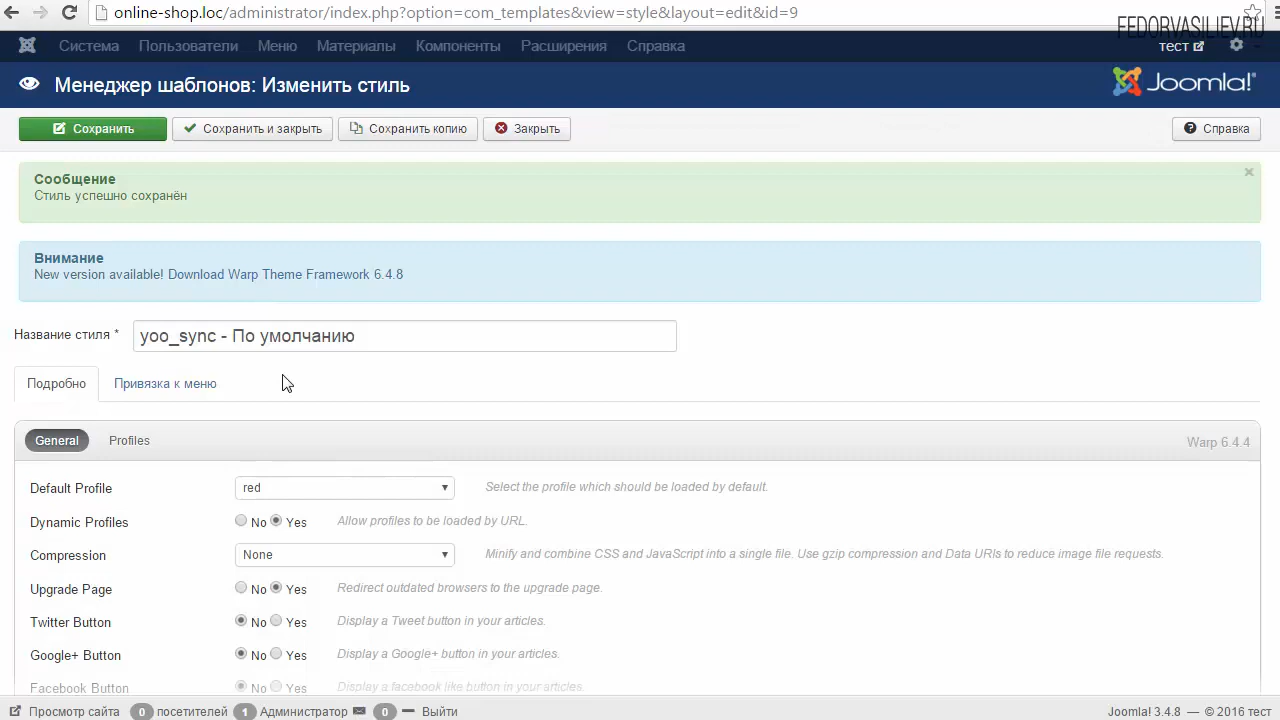 online-shop.loc/administrator/index.php?option=com_templates&view=style&layout=edit&id=9
FEDORVASILIEV.RU
Система Пользователи Меню Материалы Компоненты Расширения Справка тест
Менеджер шаблонов: Изменить стиль Joomla!®
Сохранить Сохранить и закрыть Сохранить копию Закрыть Справка
Сообщение ×
Стиль успешно сохранён
Внимание
New version available! Download Warp Theme Framework 6.4.8
Название стиля * yoo_sync - По умолчанию
Подробно Привязка к меню
General Profiles Warp 6.4.4
Default Profile red Select the profile which should be loaded by default.
Dynamic Profiles No Yes Allow profiles to be loaded by URL.
Compression None Minify and combine CSS and JavaScript into a single file. Use gzip compression and Data URIs to reduce image file requests.
Upgrade Page No Yes Redirect outdated browsers to the upgrade page.
Twitter Button No Yes Display a Tweet button in your articles.
Google+ Button No Yes Display a Google+ button in your articles.
Facebook Button No Yes Display a facebook like button in your articles.
Просмотр сайта 0 посетителей 1 Администратор 0 Выйти Joomla! 3.4.8 — © 2016 тест